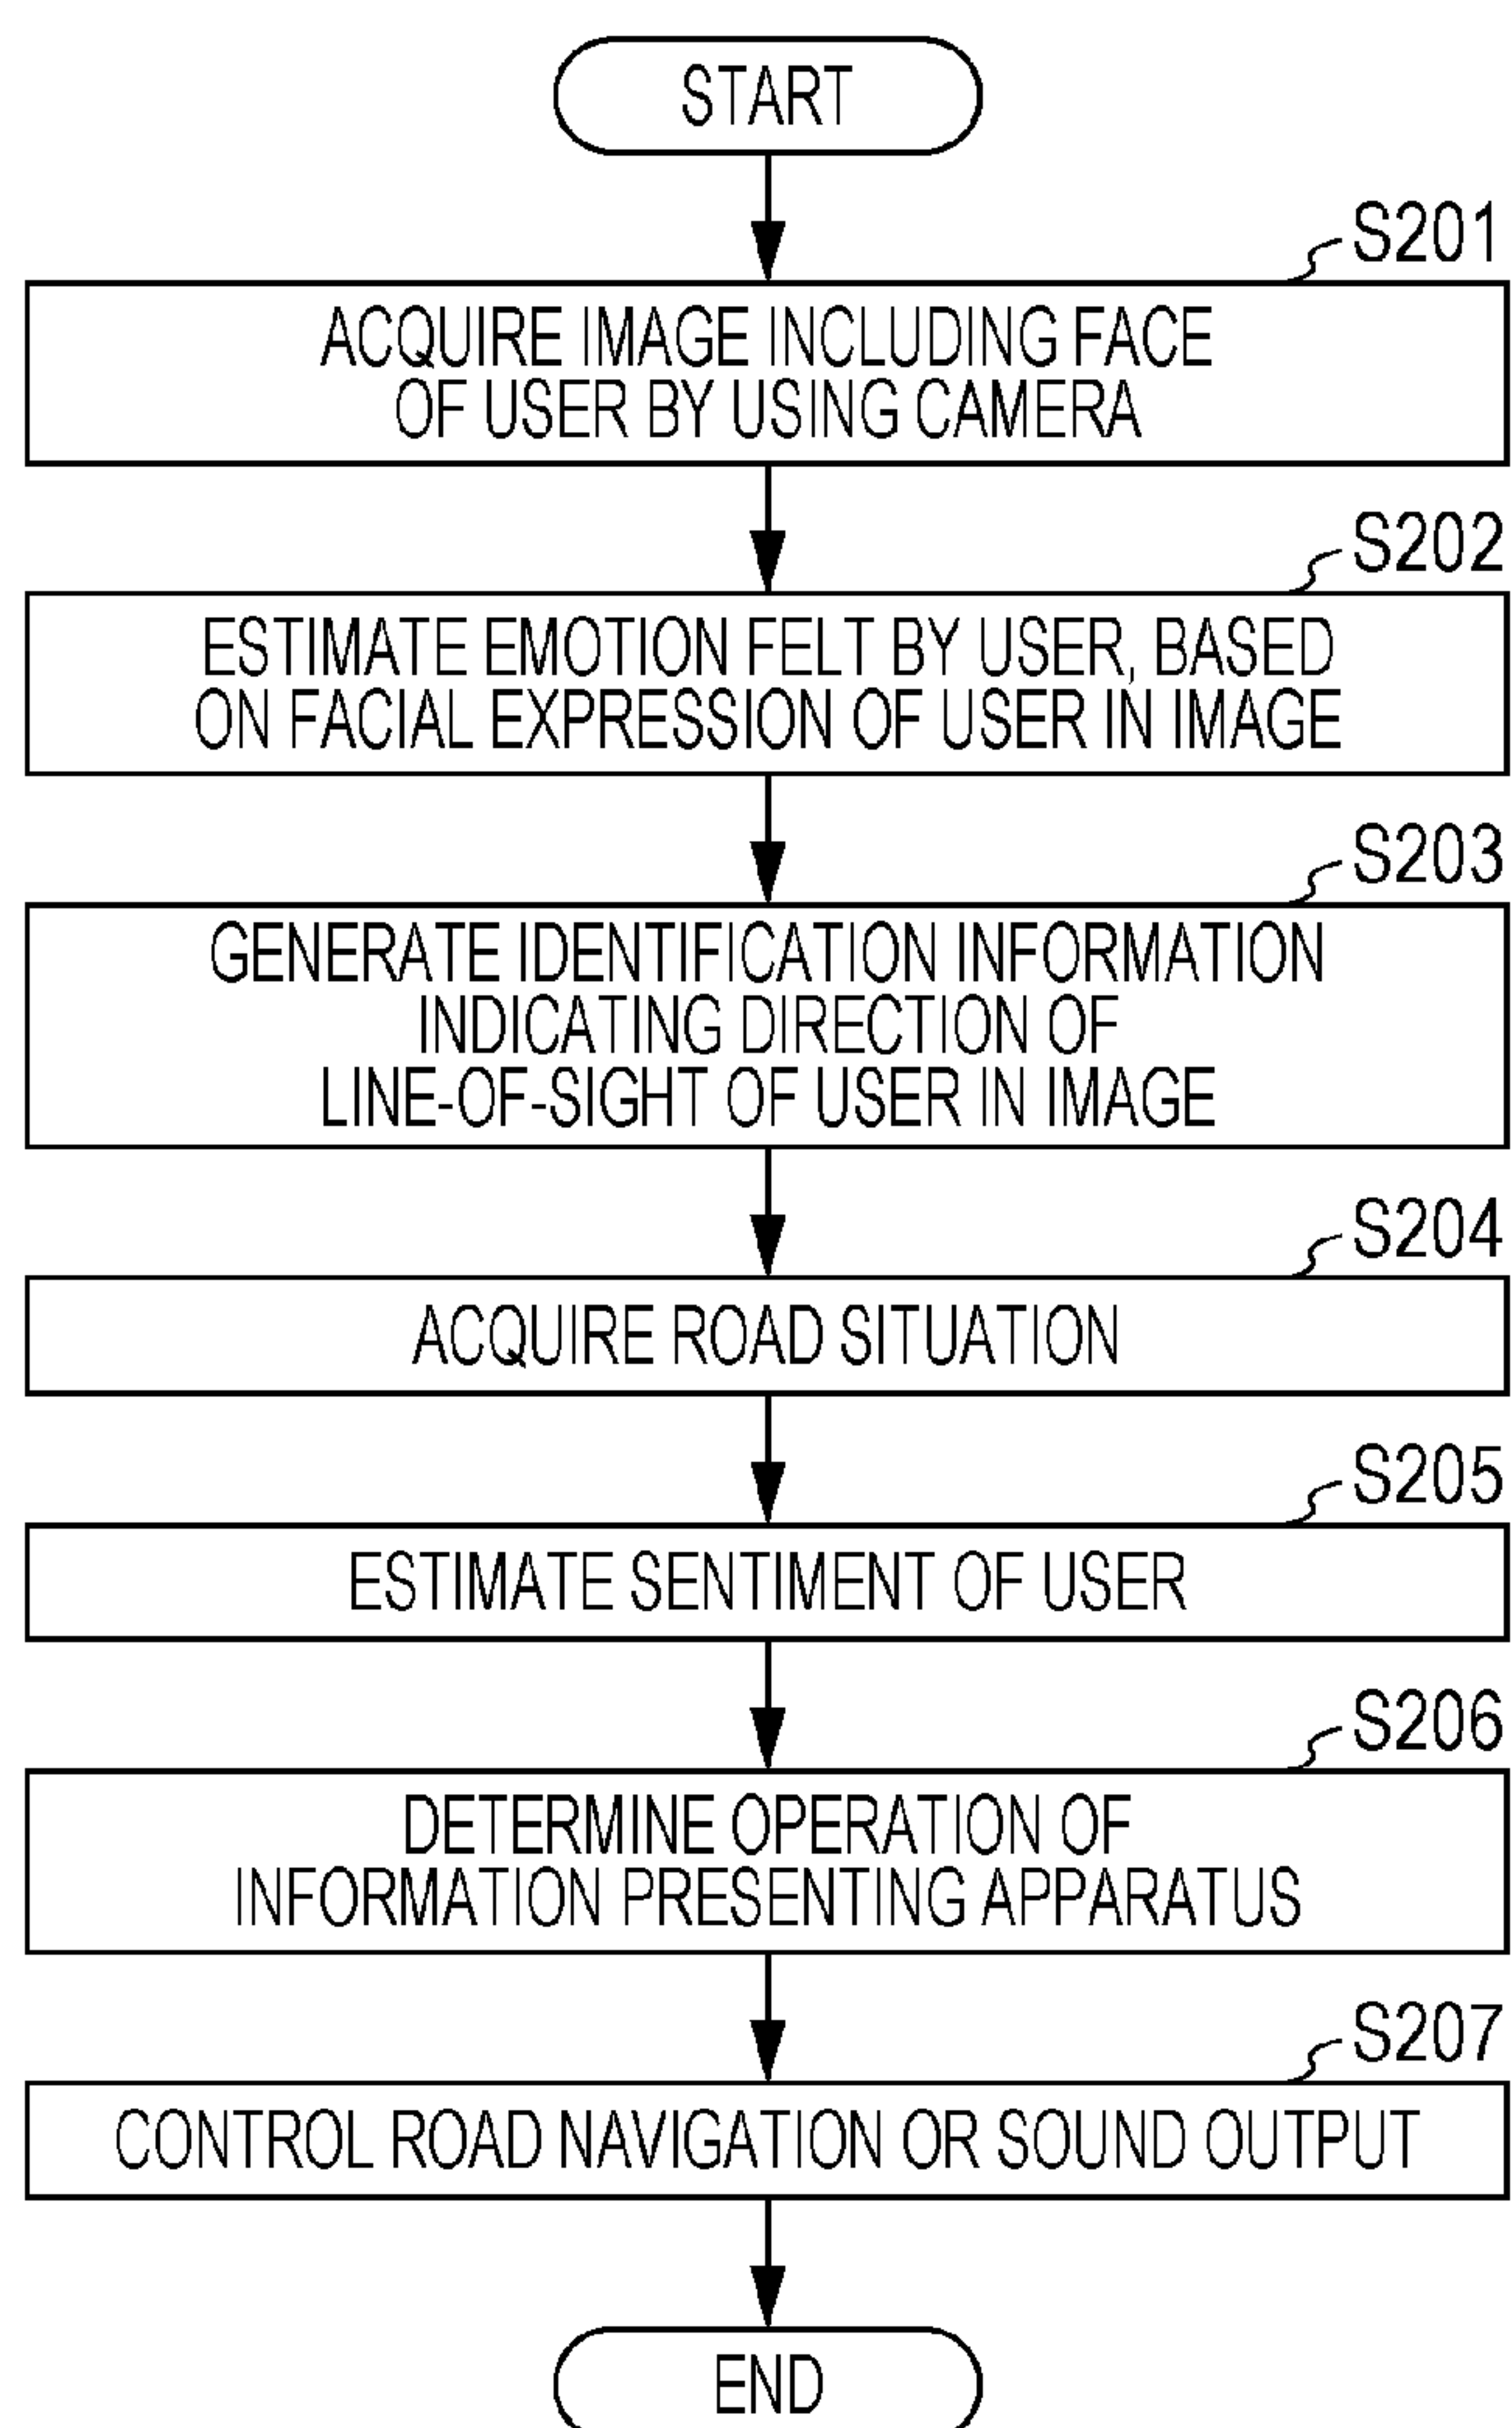 START
S201
ACQUIRE IMAGE INCLUDING FACE
OF USER BY USING CAMERA
S202
ESTIMATE EMOTION FELT BY USER, BASED
ON FACIAL EXPRESSION OF USER IN IMAGE
S203
GENERATE IDENTIFICATION INFORMATION
INDICATING DIRECTION OF
LINE-OF-SIGHT OF USER IN IMAGE
S204
ACQUIRE ROAD SITUATION
S205
ESTIMATE SENTIMENT OF USER
S206
DETERMINE OPERATION OF
INFORMATION PRESENTING APPARATUS
S207
CONTROL ROAD NAVIGATION OR SOUND OUTPUT
END